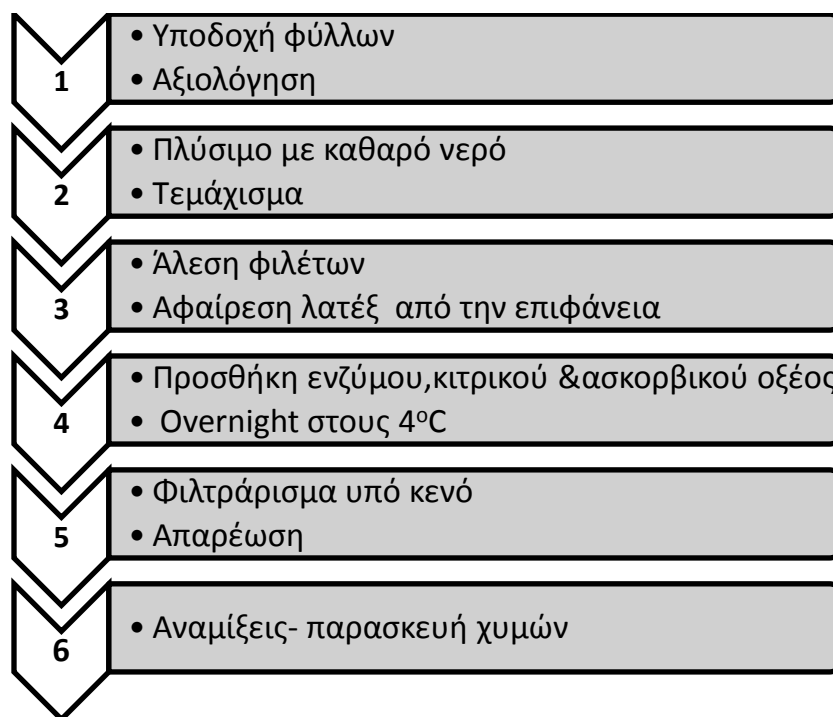 1
• Υποδοχή φύλλων
• Αξιολόγηση
2
• Πλύσιμο με καθαρό νερό
• Τεμάχισμα
3
• Άλεση φιλέτων
• Αφαίρεση λατέξ από την επιφάνεια
4
• Προσθήκη ενζύμου,κιτρικού &ασκορβικού οξέος
• Overnight στους 4°C
5
• Φιλτράρισμα υπό κενό
• Απαρέωση
6
• Αναμίξεις- παρασκευή χυμών